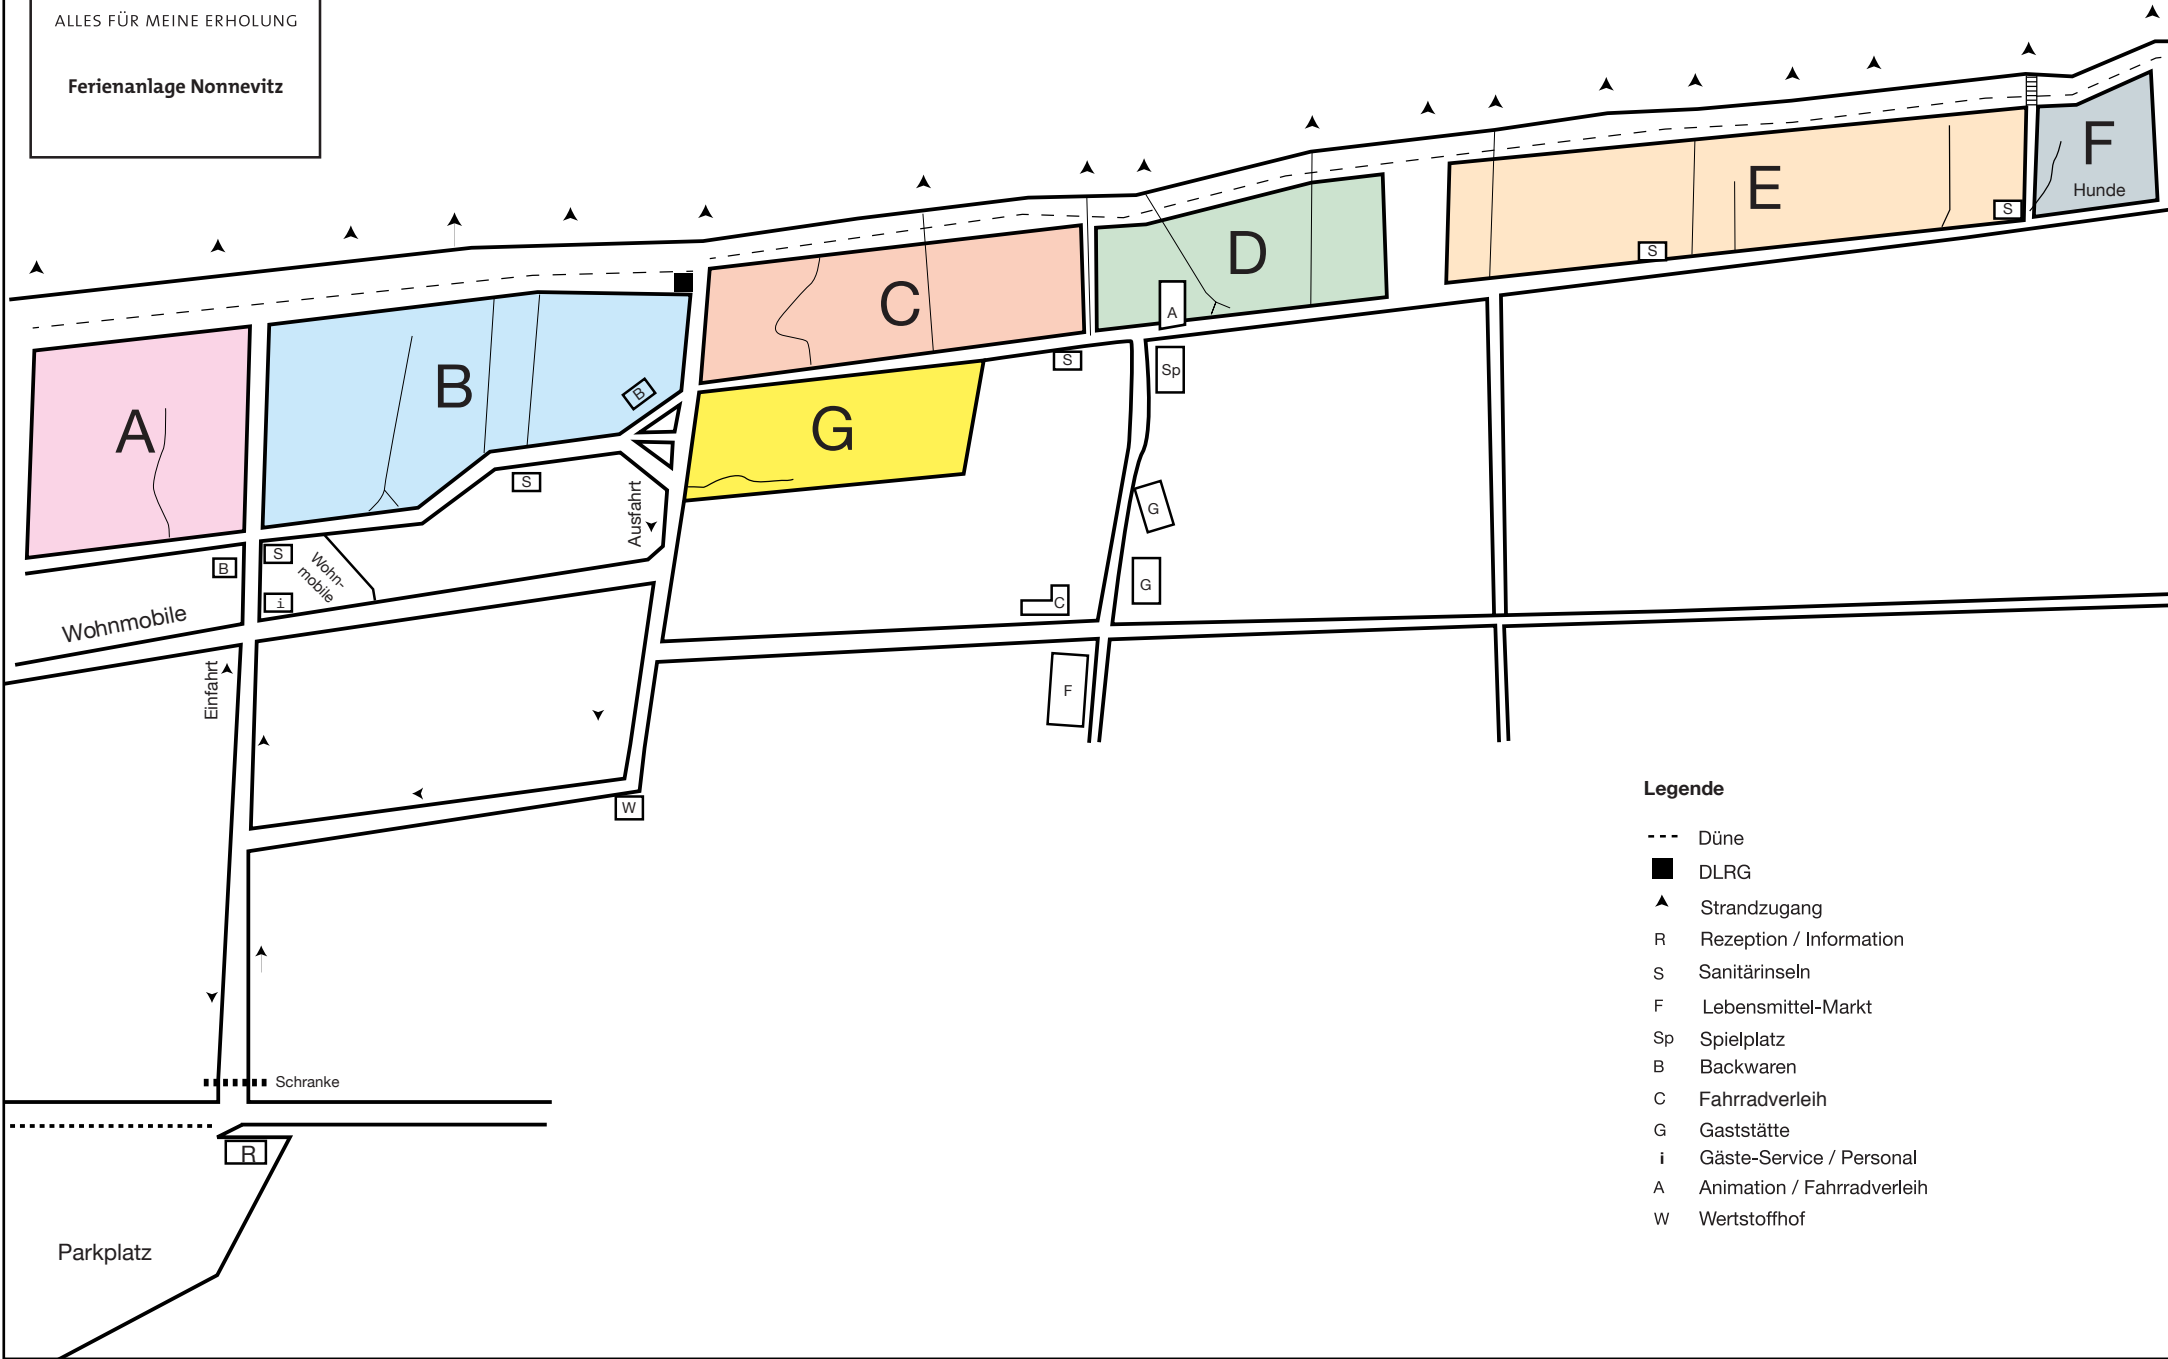 ALLES FÜR MEINE ERHOLUNG
Ferienanlage Nonnevitz
F
Hunde
E
S
S
D
A
C
B
B
A
G
S
Sp
S
Ausfahrt
G
S
B
Wohn-
mobile
i
G
C
Wohnmobile
Einfahrt
F
W
Schranke
R
Parkplatz
Legende
Düne
DLRG
Strandzugang
R Rezeption / Information
S Sanitärinseln
F Lebensmittel-Markt
Sp Spielplatz
B Backwaren
C Fahrradverleih
G Gaststätte
i Gäste-Service / Personal
A Animation / Fahrradverleih
W Wertstoffhof